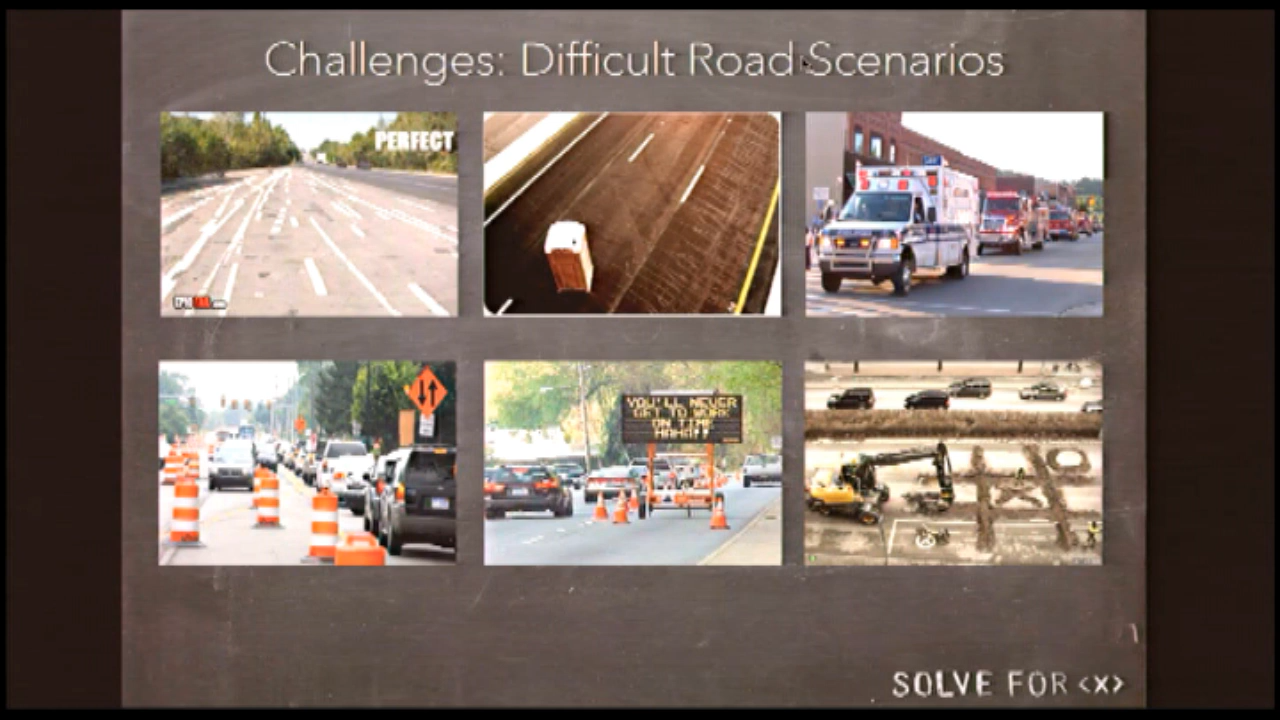 Challenges: Difficult Road Scenarios
PERFECT
YOU'LL NEVER
GET TO WORK
ON TIME
HAHA!!
SOLVE FOR <x>